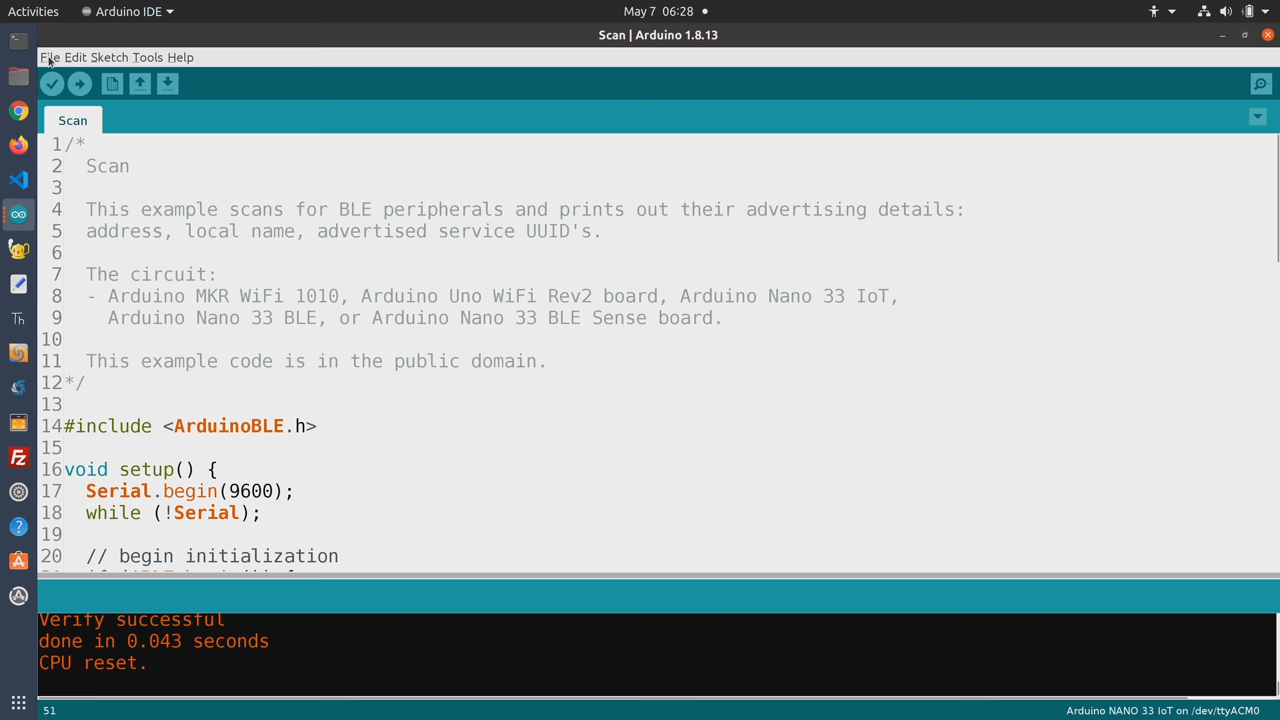 Activities Arduino IDE May 7 06:28
Scan | Arduino 1.8.13
File Edit Sketch Tools Help
Scan
1 /*
2 Scan
3
4 This example scans for BLE peripherals and prints out their advertising details:
5 address, local name, advertised service UUID's.
6
7 The circuit:
8 - Arduino MKR WiFi 1010, Arduino Uno WiFi Rev2 board, Arduino Nano 33 IoT,
9 Arduino Nano 33 BLE, or Arduino Nano 33 BLE Sense board.
10
11 This example code is in the public domain.
12 */
13
14 #include <ArduinoBLE.h>
15
16 void setup() {
17 Serial.begin(9600);
18 while (!Serial);
19
20 // begin initialization
Verify successful
done in 0.043 seconds
CPU reset.
51 Arduino NANO 33 IoT on /dev/ttyACM0
Th
Fz